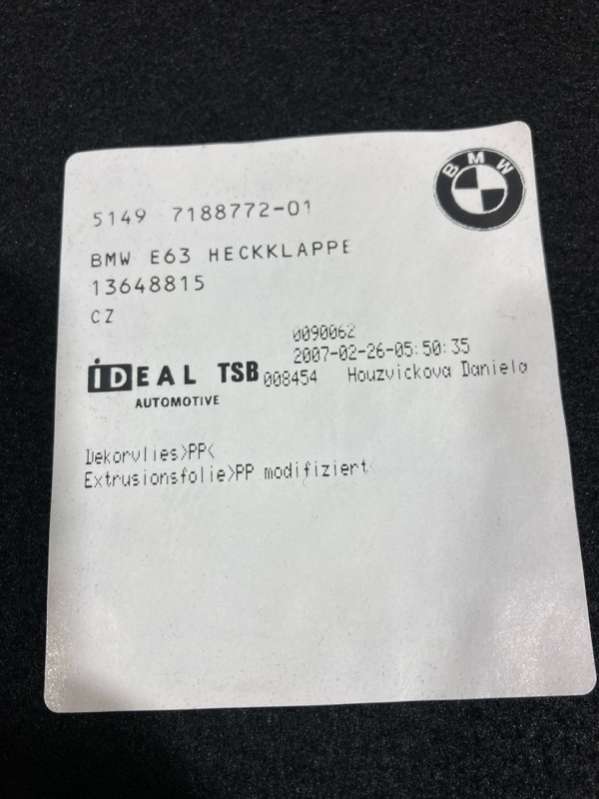 BMW
5149 7188772-01
BMW E63 HECKKLAPPE
13648815
CZ
0090062
2007-02-26-05:50:35
iDEAL TSB 008454 Houzvickova Daniela
AUTOMOTIVE
Dekorvlies>PP<
Extrusionsfolie>PP modifiziert<